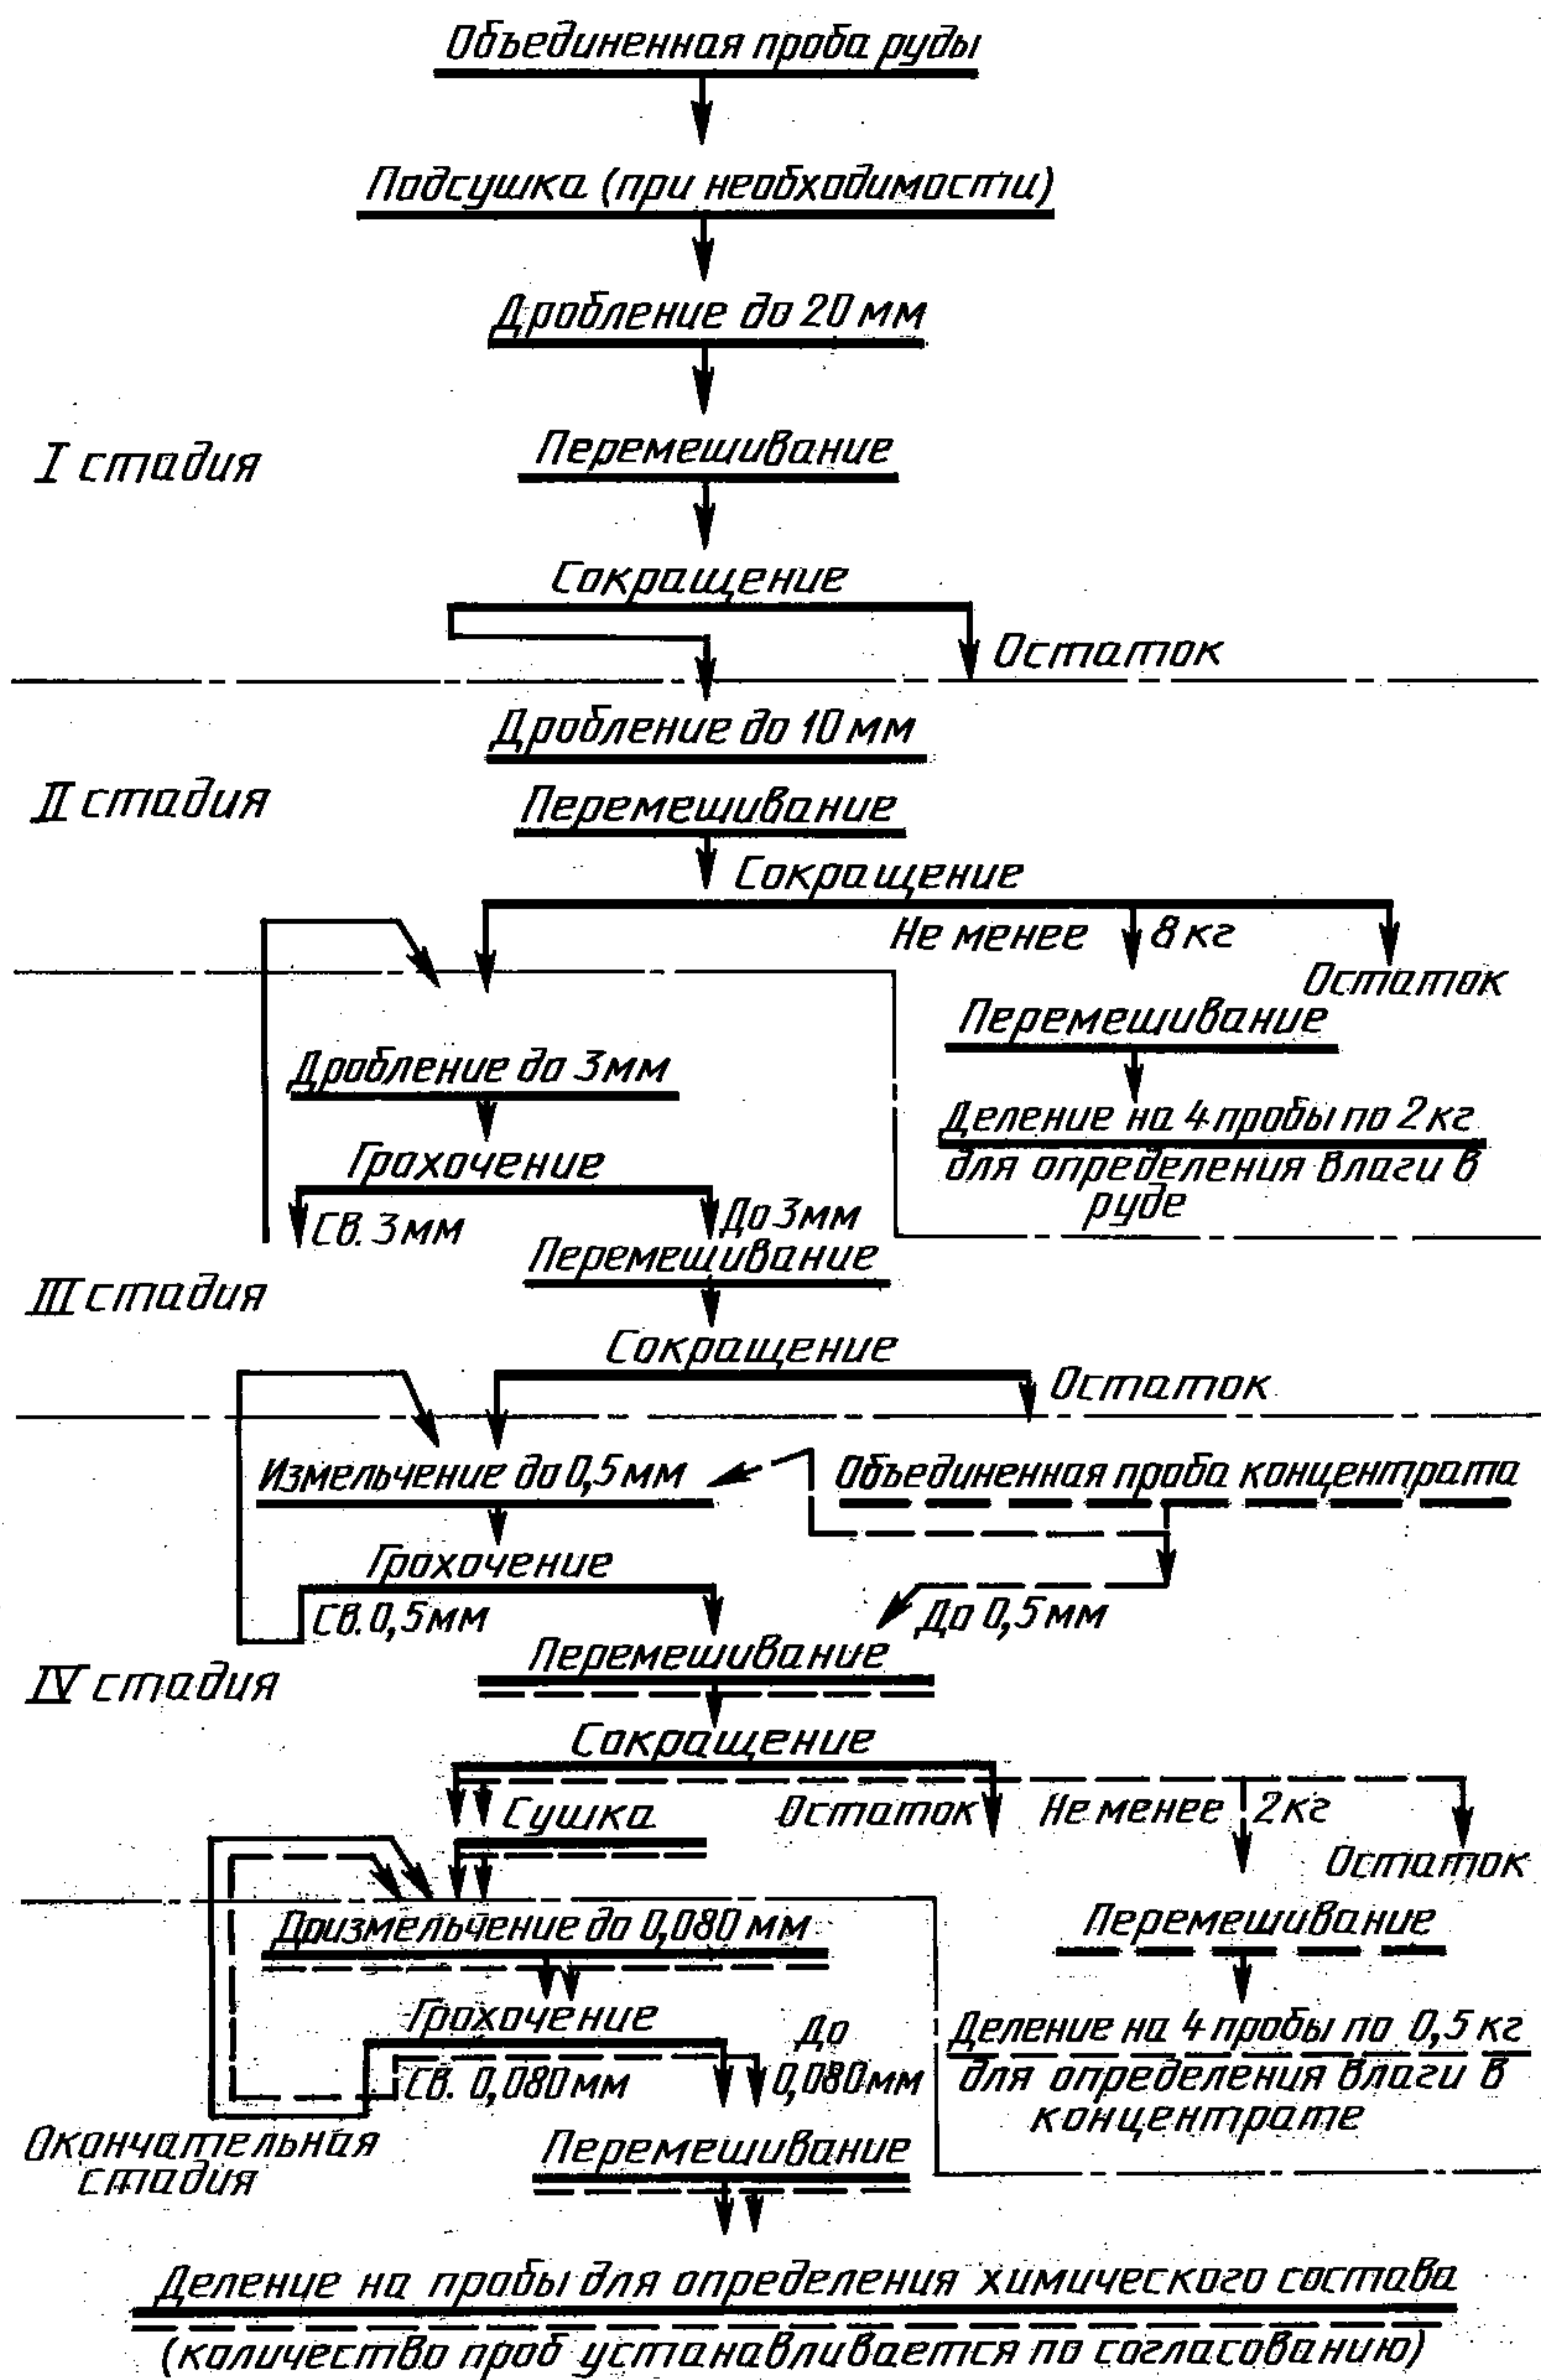 Объединенная проба руды
Подсушка (при необходимости)
Дробление до 20 мм
I стадия
Перемешивание
Сокращение
Остаток
Дробление до 10 мм
II стадия
Перемешивание
Сокращение
Не менее 8 кг
Остаток
Перемешивание
Дробление до 3 мм
Деление на 4 пробы по 2 кг
для определения влаги в
руде
Грохочение
Св. 3 мм
До 3 мм
Перемешивание
III стадия
Сокращение
Остаток
Измельчение до 0,5 мм
Объединенная проба концентрата
Грохочение
Св. 0,5 мм
До 0,5 мм
Перемешивание
IV стадия
Сокращение
Сушка
Остаток
Не менее 2 кг
Остаток
Доизмельчение до 0,080 мм
Перемешивание
Грохочение
До
0,080 мм
Св. 0,080 мм
Деление на 4 пробы по 0,5 кг
для определения влаги в
концентрате
Окончательная
стадия
Перемешивание
Деление на пробы для определения химического состава
(количество проб устанавливается по согласованию)